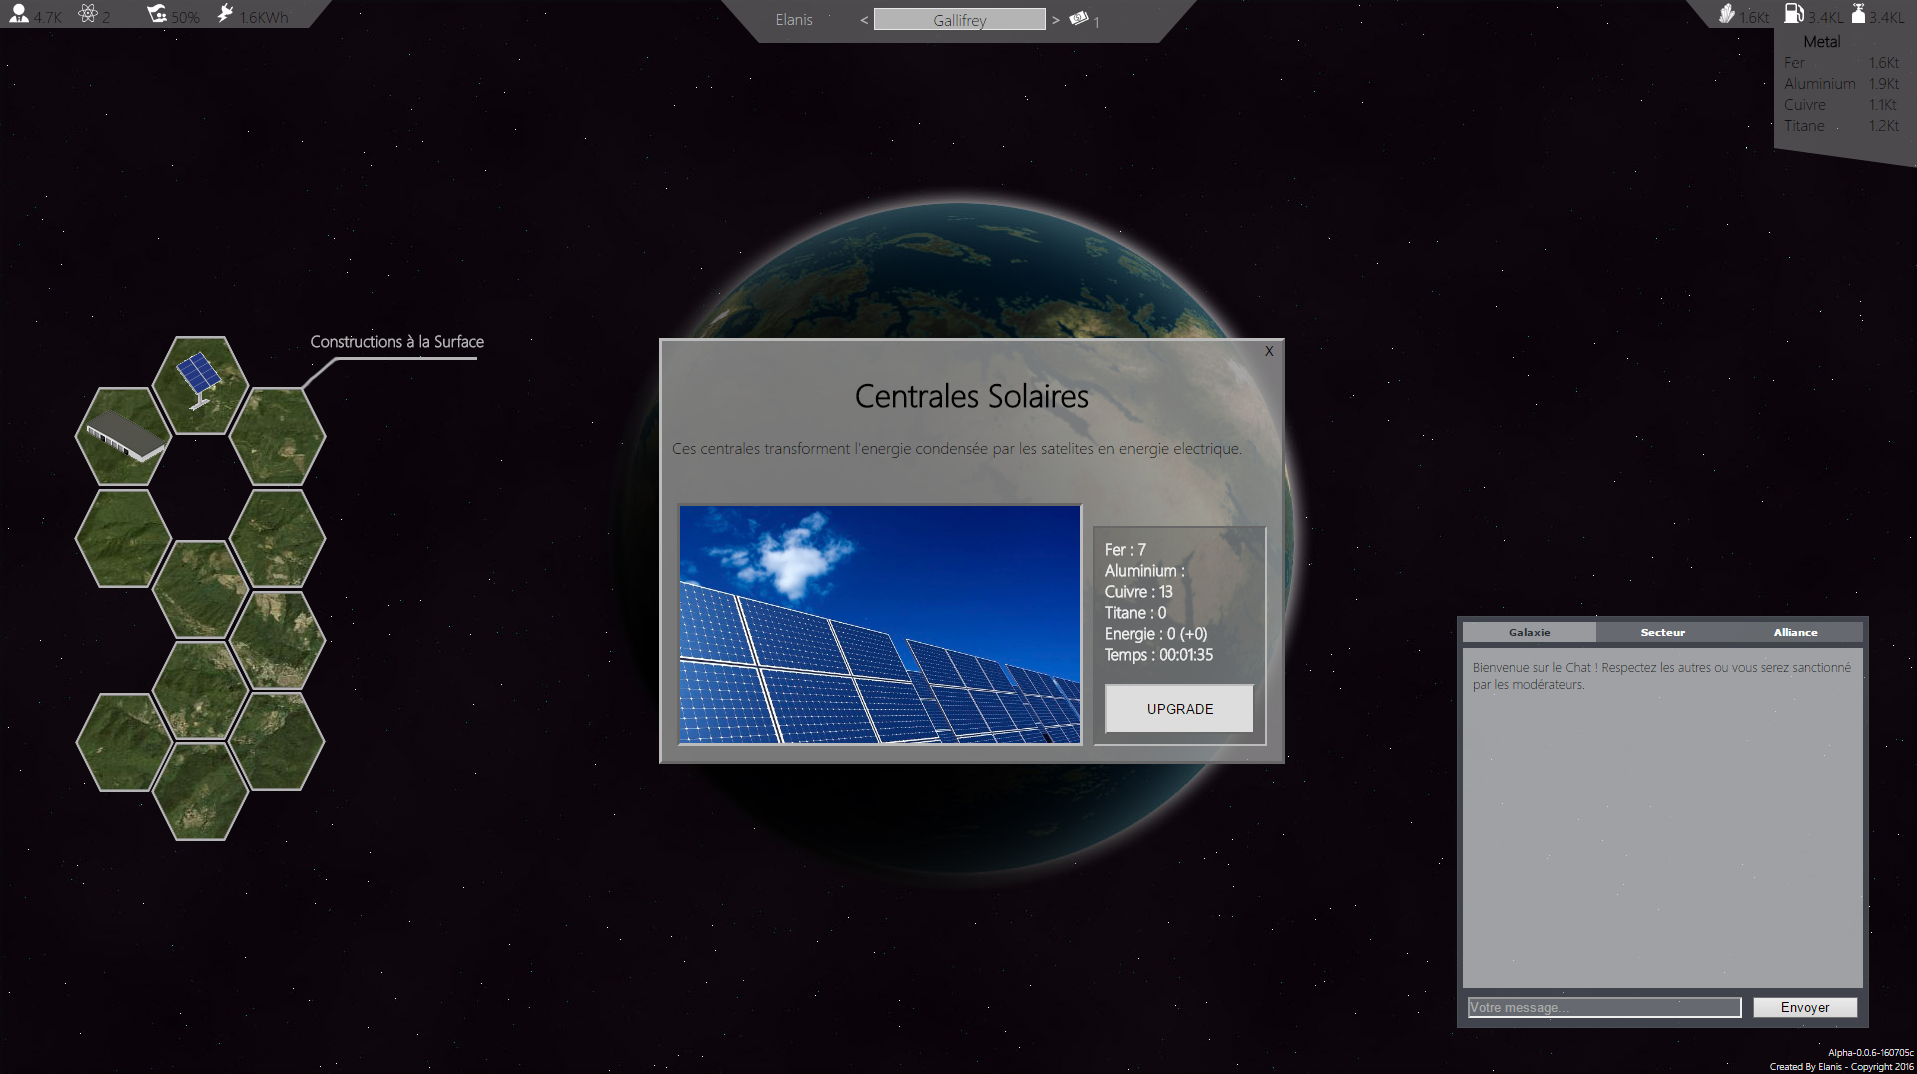 4.7K 2 50% 1.6KWh
Elanis < Gallifrey > 1
1.6Kt 3.4KL 3.4KL
Metal
Fer 1.6Kt
Aluminium 1.9Kt
Cuivre 1.1Kt
Titane 1.2Kt
Constructions à la Surface
X
Centrales Solaires
Ces centrales transforment l'energie condensée par les satelites en energie electrique.
Fer : 7
Aluminium :
Cuivre : 13
Titane : 0
Energie : 0 (+0)
Temps : 00:01:35
UPGRADE
Galaxie Secteur Alliance
Bienvenue sur le Chat ! Respectez les autres ou vous serez sanctionné
par les modérateurs.
Votre message... Envoyer
Alpha-0.0.6-160705c
Created By Elanis - Copyright 2016